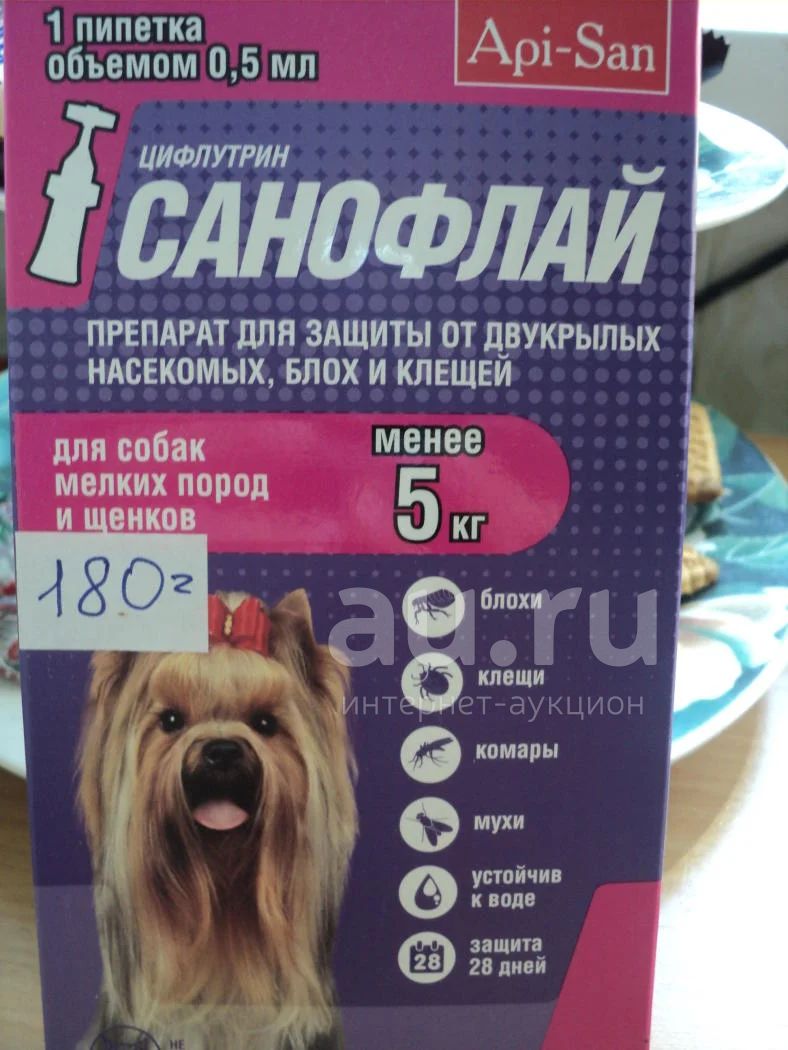 1 пипетка
объемом 0,5 мл
Api-San
ЦИФЛУТРИН
САНОФЛАЙ
ПРЕПАРАТ ДЛЯ ЗАЩИТЫ ОТ ДВУКРЫЛЫХ
НАСЕКОМЫХ, БЛОХ И КЛЕЩЕЙ
для собак
мелких пород
и щенков
менее
5 кг
180=
блохи
au.ru
клещи
интернет-аукцион
комары
мухи
устойчив
к воде
28
защита
28 дней
НЕ